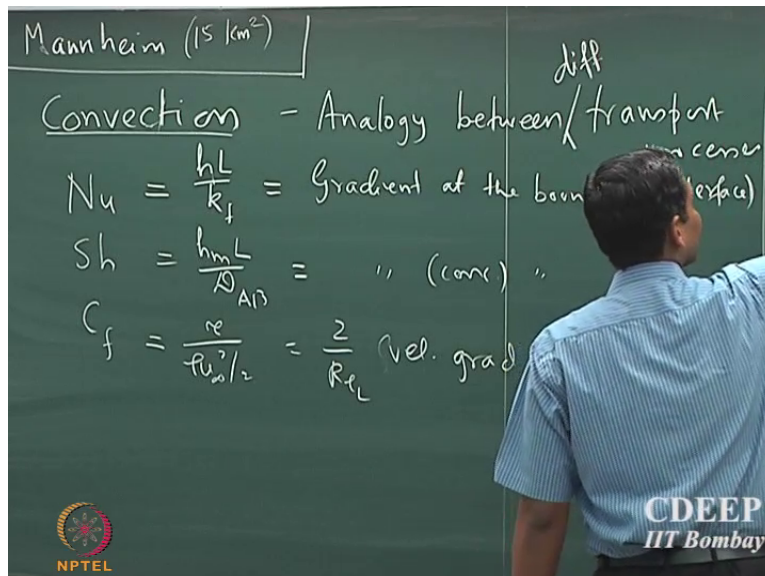 Mannheim (15 km²)
diff
Convection - Analogy between / transport
Nu = hL/k_f = Gradient at the boun erface)
Sh = h_m L/D_AB = " (conc) "
C_f = τ/ρu_∞²/2 = 2/Re_L (vel. grad
CDEEP
IIT Bombay
NPTEL